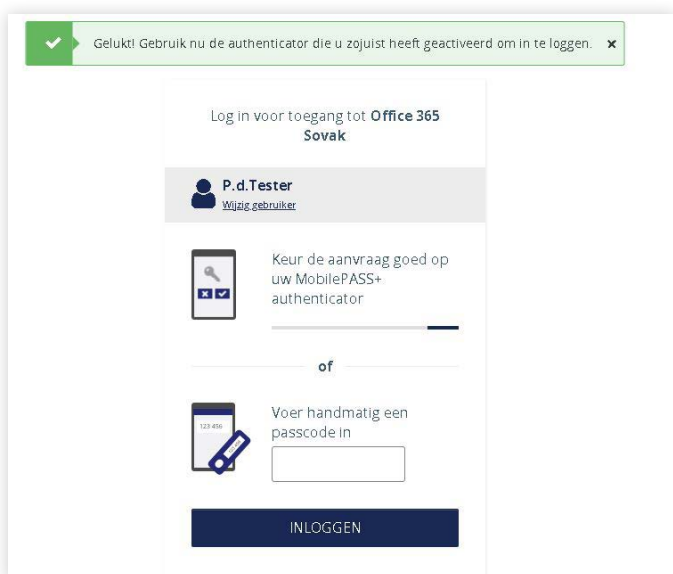 Gelukt! Gebruik nu de authenticator die u zojuist heeft geactiveerd om in te loggen.
Log in voor toegang tot Office 365
Sovak
P.d.Tester
Wijzig gebruiker
Keur de aanvraag goed op
uw MobilePASS+
authenticator
of
Voer handmatig een
passcode in
123 456
INLOGGEN